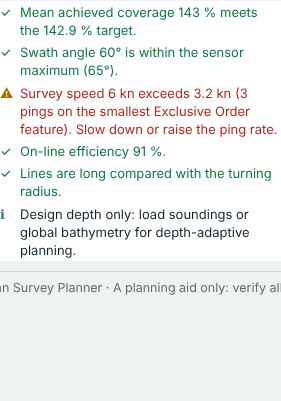 ✓ Mean achieved coverage 143 % meets
the 142.9 % target.
✓ Swath angle 60° is within the sensor
maximum (65°).
⚠ Survey speed 6 kn exceeds 3.2 kn (3
pings on the smallest Exclusive Order
feature). Slow down or raise the ping rate.
✓ On-line efficiency 91 %.
✓ Lines are long compared with the turning
radius.
ℹ Design depth only: load soundings or
global bathymetry for depth-adaptive
planning.
Survey Planner · A planning aid only: verify